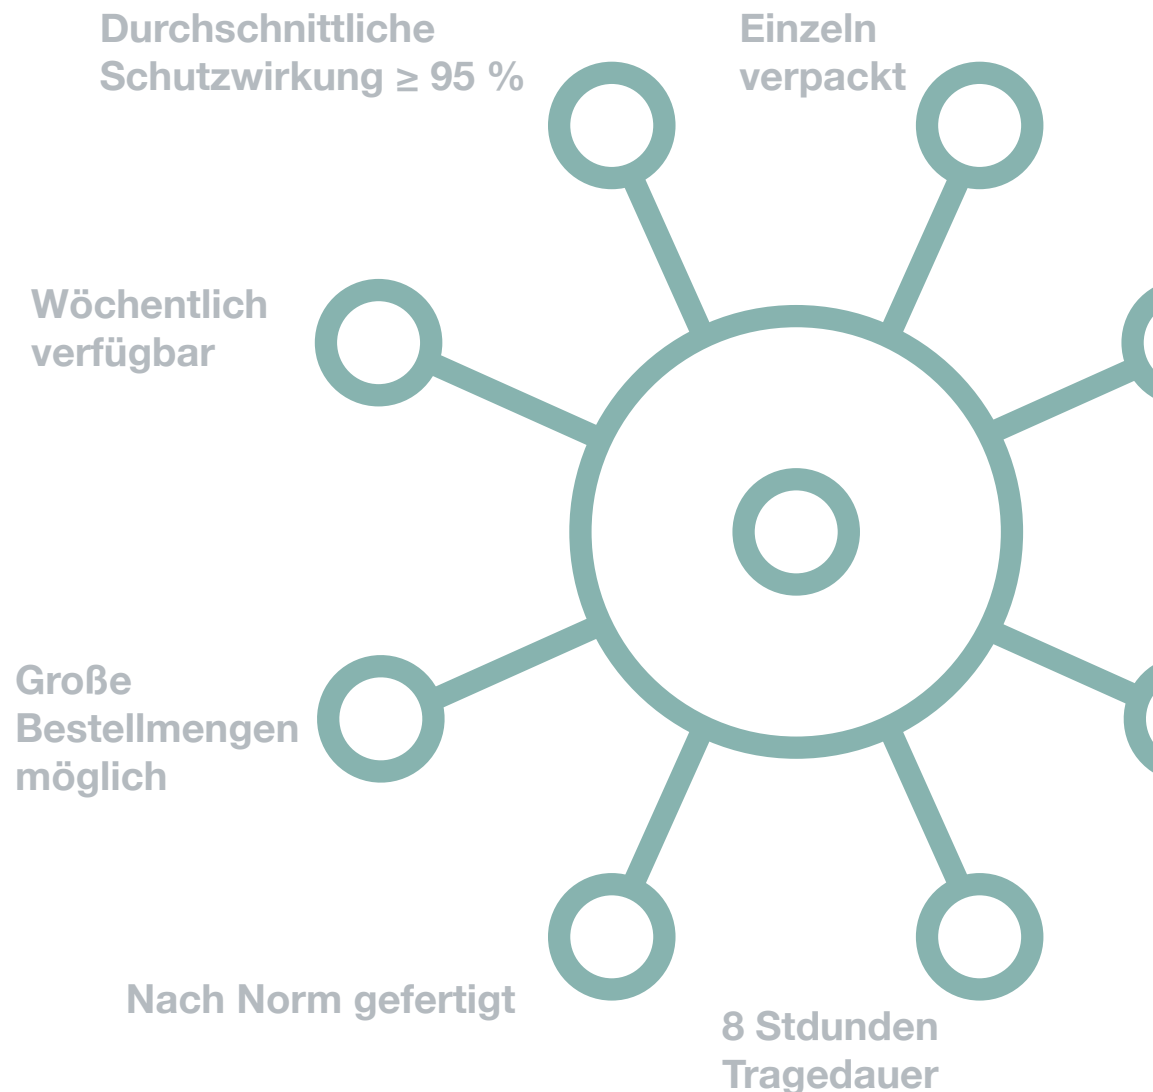 Durchschnittliche
Schutzwirkung ≥ 95 %
Einzeln
verpackt
Wöchentlich
verfügbar
Große
Bestellmengen
möglich
Nach Norm gefertigt
8 Stdunden
Tragedauer